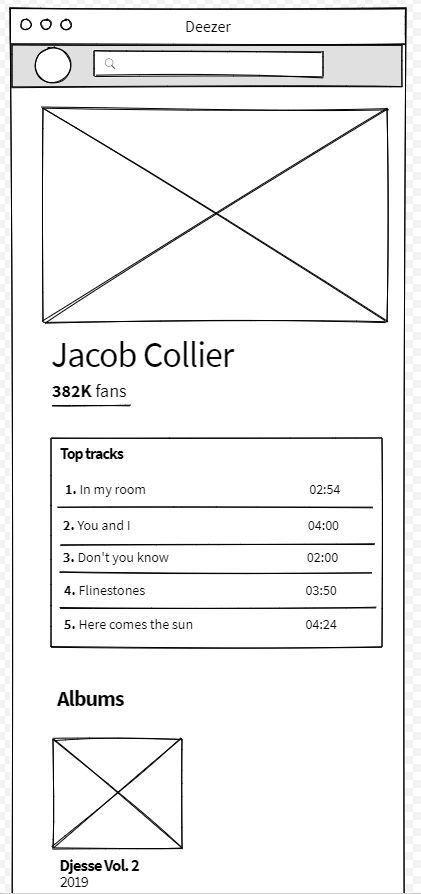 Deezer
Jacob Collier
382K fans
Top tracks
1. In my room 02:54
2. You and I 04:00
3. Don't you know 02:00
4. Flinestones 03:50
5. Here comes the sun 04:24
Albums
Djesse Vol. 2
2019